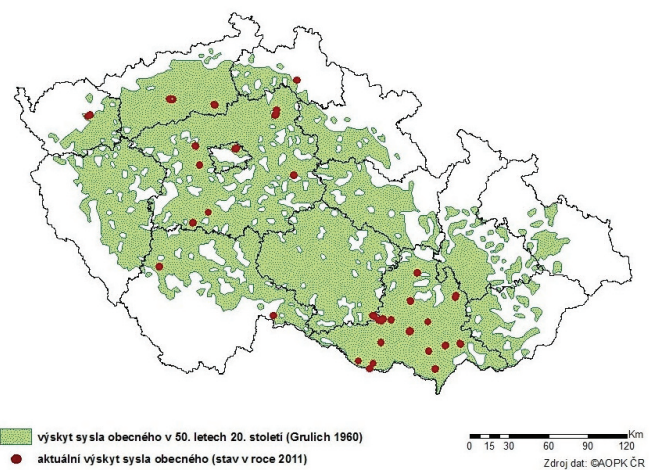 výskyt sysla obecného v 50. letech 20. století (Grulich 1960)
aktuální výskyt sysla obecného (stav v roce 2011)
Km
0 15 30 60 90 120
Zdroj dat: ©AOPK ČR